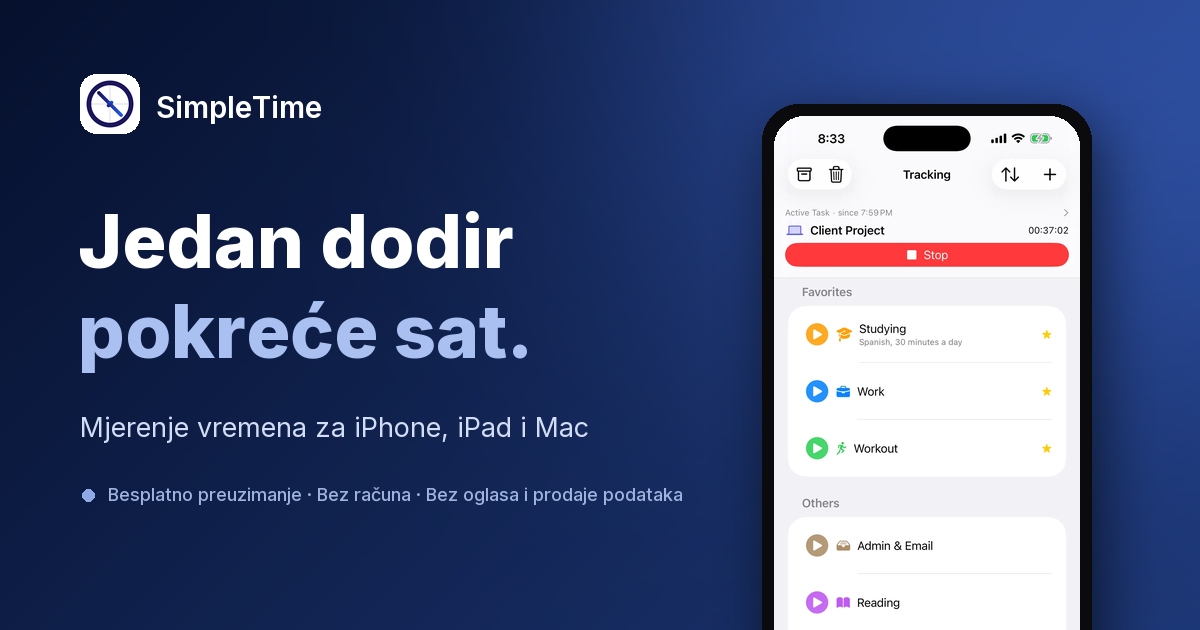 SimpleTime
Jedan dodir
pokreće sat.
Mjerenje vremena za iPhone, iPad i Mac
Besplatno preuzimanje · Bez računa · Bez oglasa i prodaje podataka
8:33
Tracking
Active Task · since 7:59 PM
Client Project
00:37:02
Stop
Favorites
Studying
Spanish, 30 minutes a day
Work
Workout
Others
Admin & Email
Reading